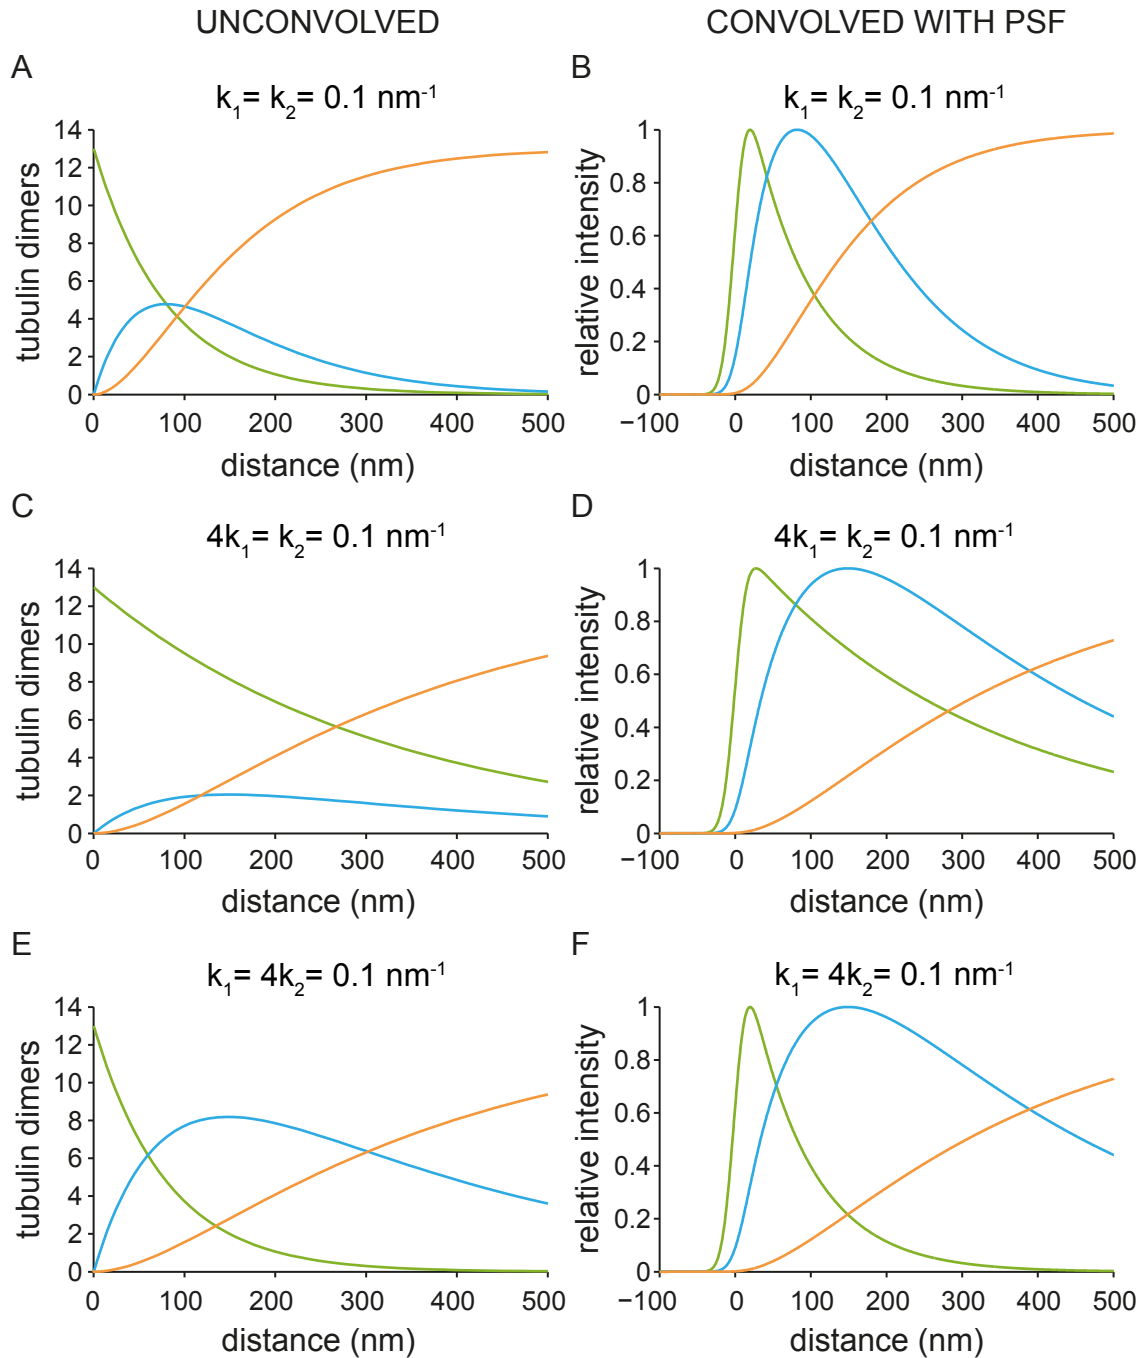 UNCONVOLVED
CONVOLVED WITH PSF
A
k₁= k₂= 0.1 nm⁻¹
tubulin dimers
14
12
10
8
6
4
2
0
0 100 200 300 400 500
distance (nm)
B
k₁= k₂= 0.1 nm⁻¹
relative intensity
1
0.8
0.6
0.4
0.2
0
−100 0 100 200 300 400 500
distance (nm)
C
4k₁= k₂= 0.1 nm⁻¹
tubulin dimers
14
12
10
8
6
4
2
0
0 100 200 300 400 500
distance (nm)
D
4k₁= k₂= 0.1 nm⁻¹
relative intensity
1
0.8
0.6
0.4
0.2
0
−100 0 100 200 300 400 500
distance (nm)
E
k₁= 4k₂= 0.1 nm⁻¹
tubulin dimers
14
12
10
8
6
4
2
0
0 100 200 300 400 500
distance (nm)
F
k₁= 4k₂= 0.1 nm⁻¹
relative intensity
1
0.8
0.6
0.4
0.2
0
−100 0 100 200 300 400 500
distance (nm)